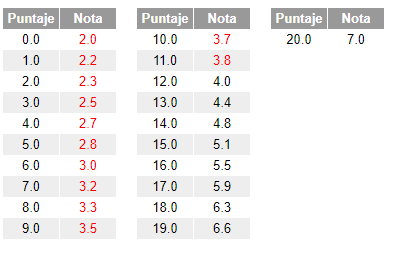 Puntaje Nota Puntaje Nota Puntaje Nota
0.0 2.0 10.0 3.7 20.0 7.0
1.0 2.2 11.0 3.8
2.0 2.3 12.0 4.0
3.0 2.5 13.0 4.4
4.0 2.7 14.0 4.8
5.0 2.8 15.0 5.1
6.0 3.0 16.0 5.5
7.0 3.2 17.0 5.9
8.0 3.3 18.0 6.3
9.0 3.5 19.0 6.6